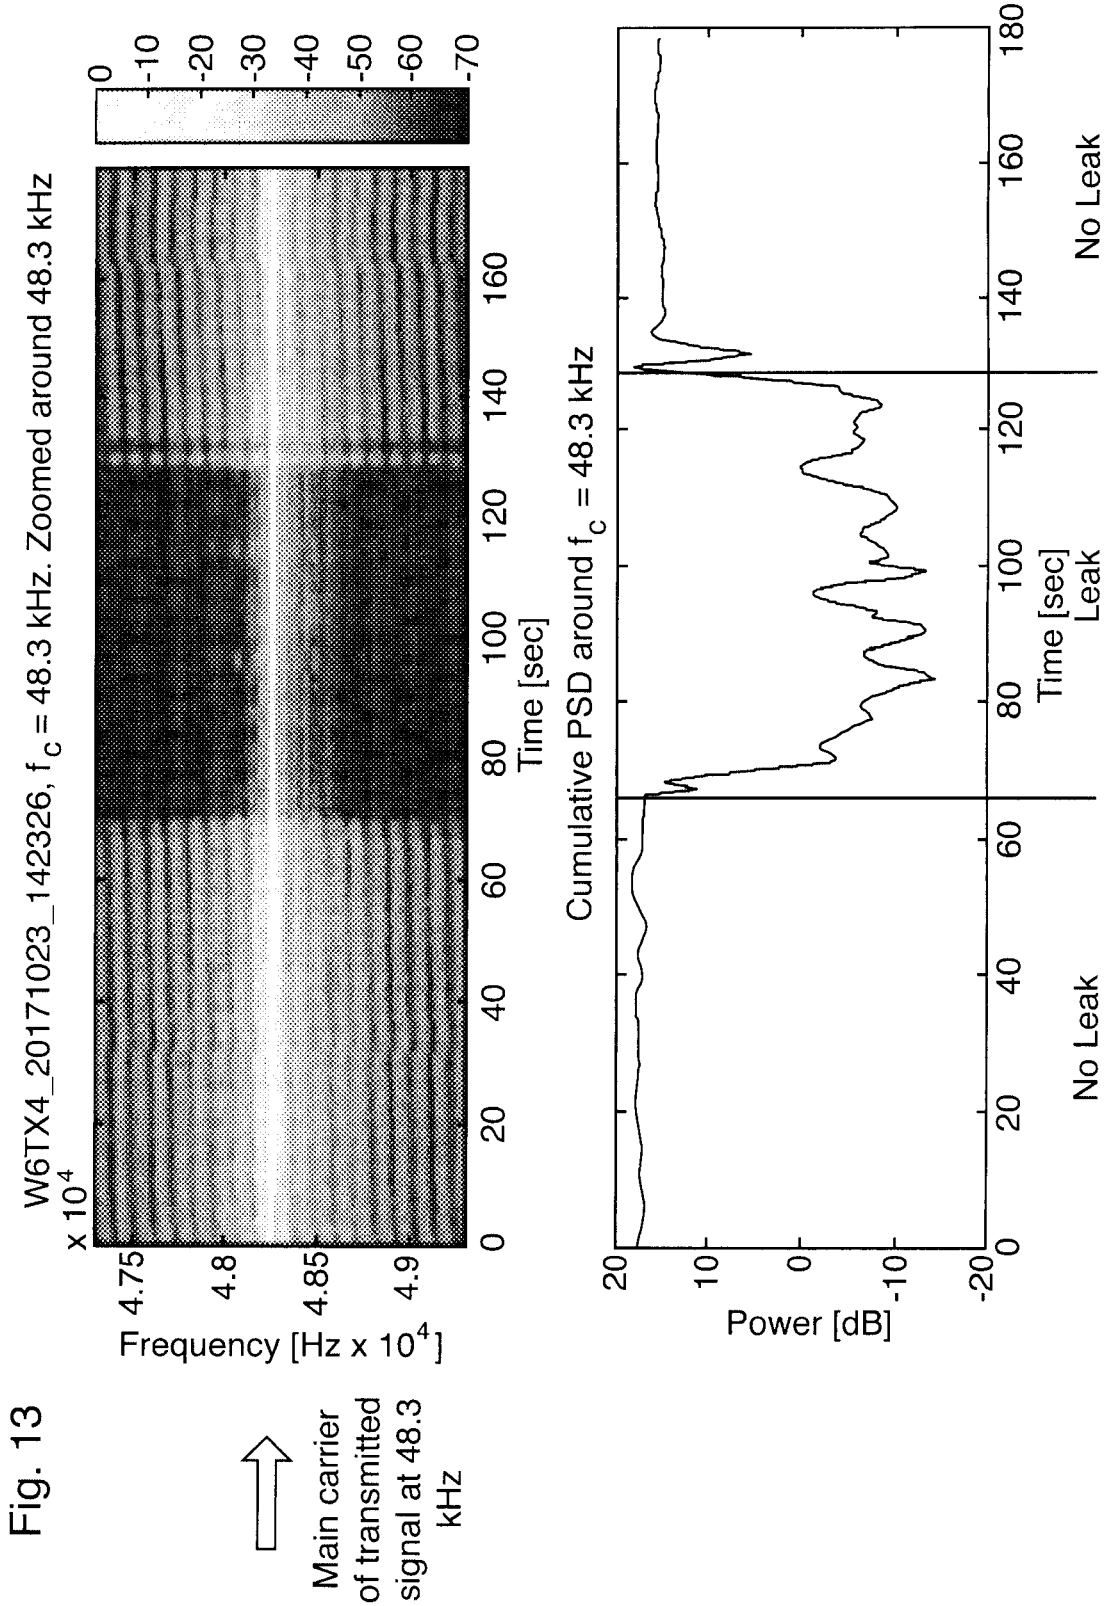 Fig. 13
W6TX4_20171023_142326, fc = 48.3 kHz. Zoomed around 48.3 kHz
x 10^4
4.75
4.8
4.85
4.9
Frequency [Hz x 10^4]
0 20 40 60 80 100 120 140 160
Time [sec]
0
-10
-20
-30
-40
-50
-60
-70
Main carrier
of transmitted
signal at 48.3
kHz
Cumulative PSD around fc = 48.3 kHz
20
10
0
-10
-20
Power [dB]
0 20 40 60 80 100 120 140 160 180
Time [sec]
No Leak Leak No Leak